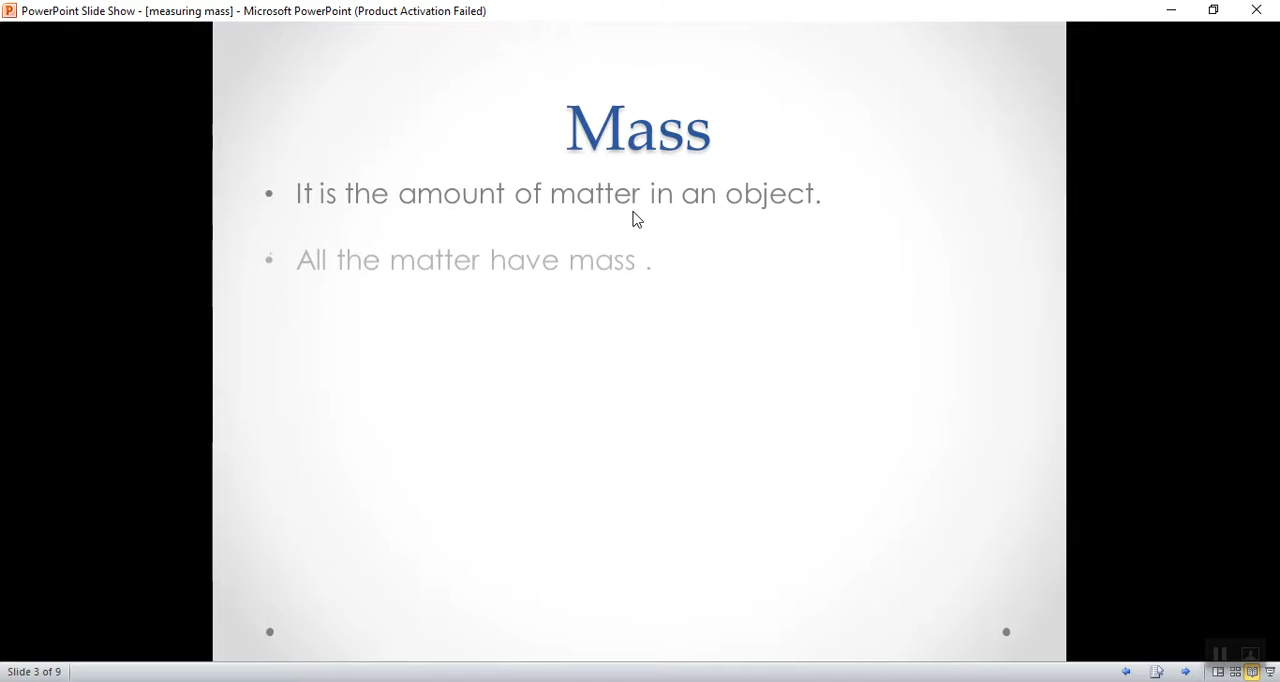 PowerPoint Slide Show - [measuring mass] - Microsoft PowerPoint (Product Activation Failed)
Mass
• It is the amount of matter in an object.
• All the matter have mass .
Slide 3 of 9